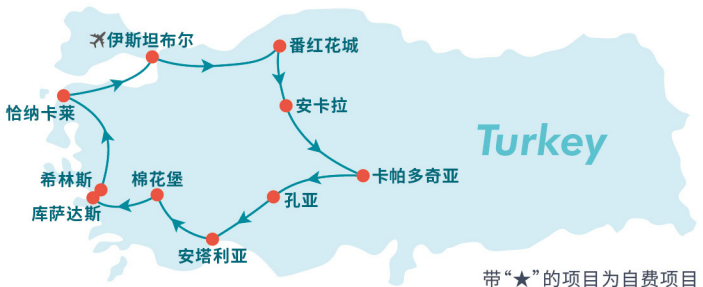 伊斯坦布尔
番红花城
恰纳卡莱
安卡拉
Turkey
卡帕多奇亚
希林斯
棉花堡
孔亚
库萨达斯
安塔利亚
带“★”的项目为自费项目